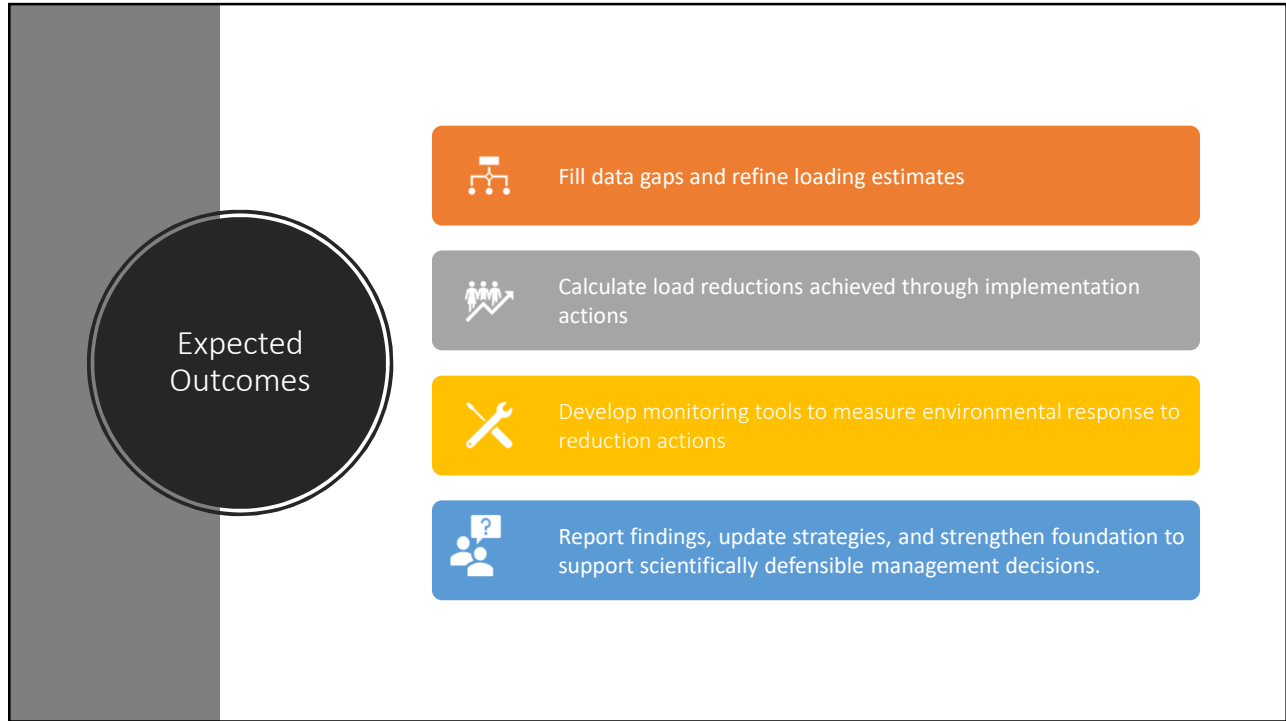 Expected
Outcomes
Fill data gaps and refine loading estimates
Calculate load reductions achieved through implementation
actions
Develop monitoring tools to measure environmental response to
reduction actions
?
Report findings, update strategies, and strengthen foundation to
support scientifically defensible management decisions.